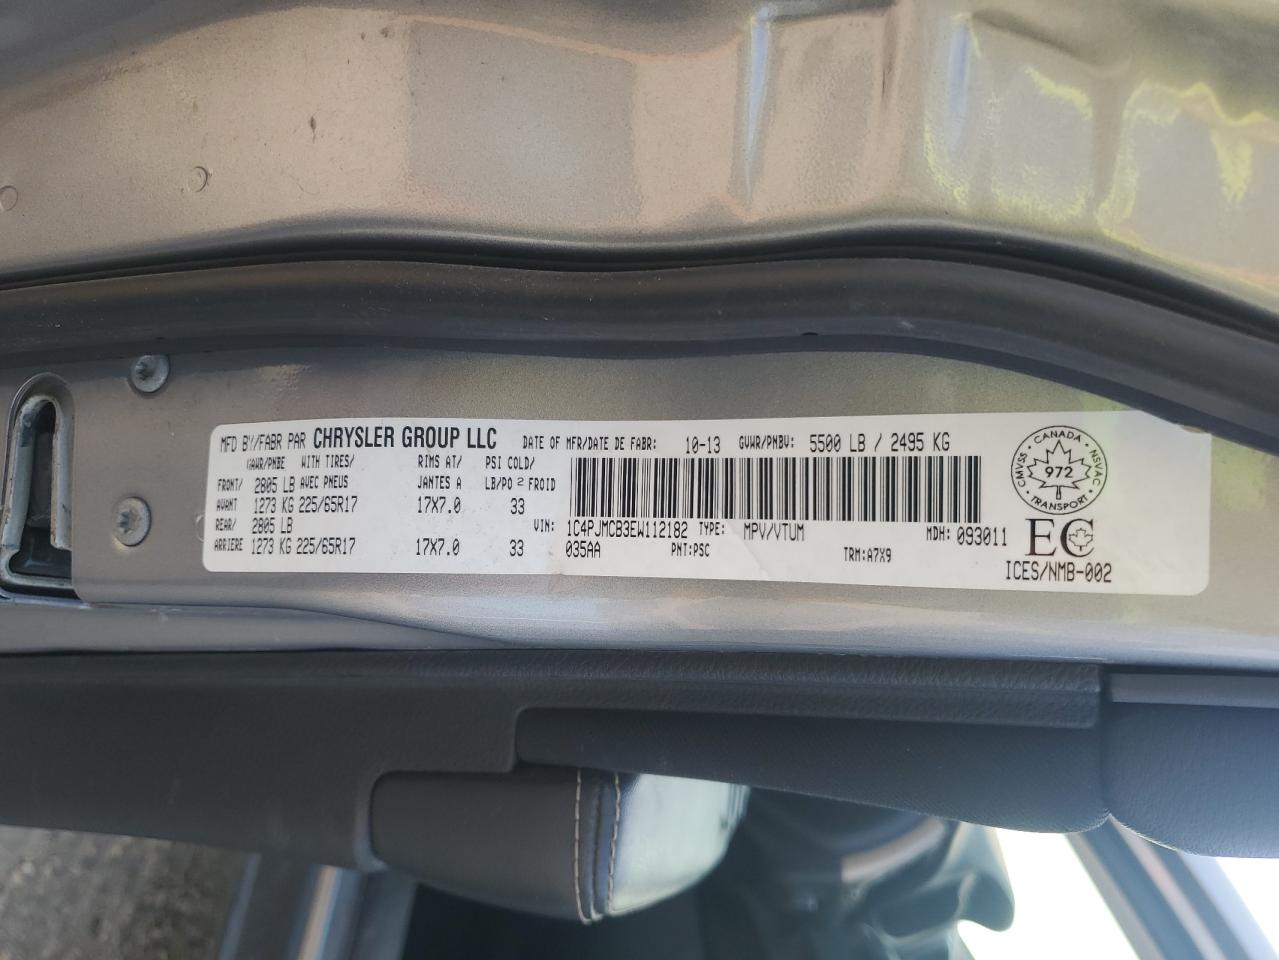 MFD BY/FABR PAR CHRYSLER GROUP LLC DATE OF MFR/DATE DE FABR: 10-13 GVWR/PNBV: 5500 LB / 2495 KG
GAWR/PNBE WITH TIRES/ RIMS AT/ PSI COLD/
FRONT/ 2805 LB AVEC PNEUS JANTES A LB/PO² FROID
AVANT 1273 KG 225/65R17 17X7.0 33
REAR/ 2805 LB
ARRIERE 1273 KG 225/65R17 17X7.0 33
VIN: 1C4PJMCB3EW112182 TYPE: MPV/VTUM MDH: 093011
035AA PNT:PSC TRM:A7X9
CANADA
CMVSS 972 NSVAC
TRANSPORT
EC
ICES/NMB-002